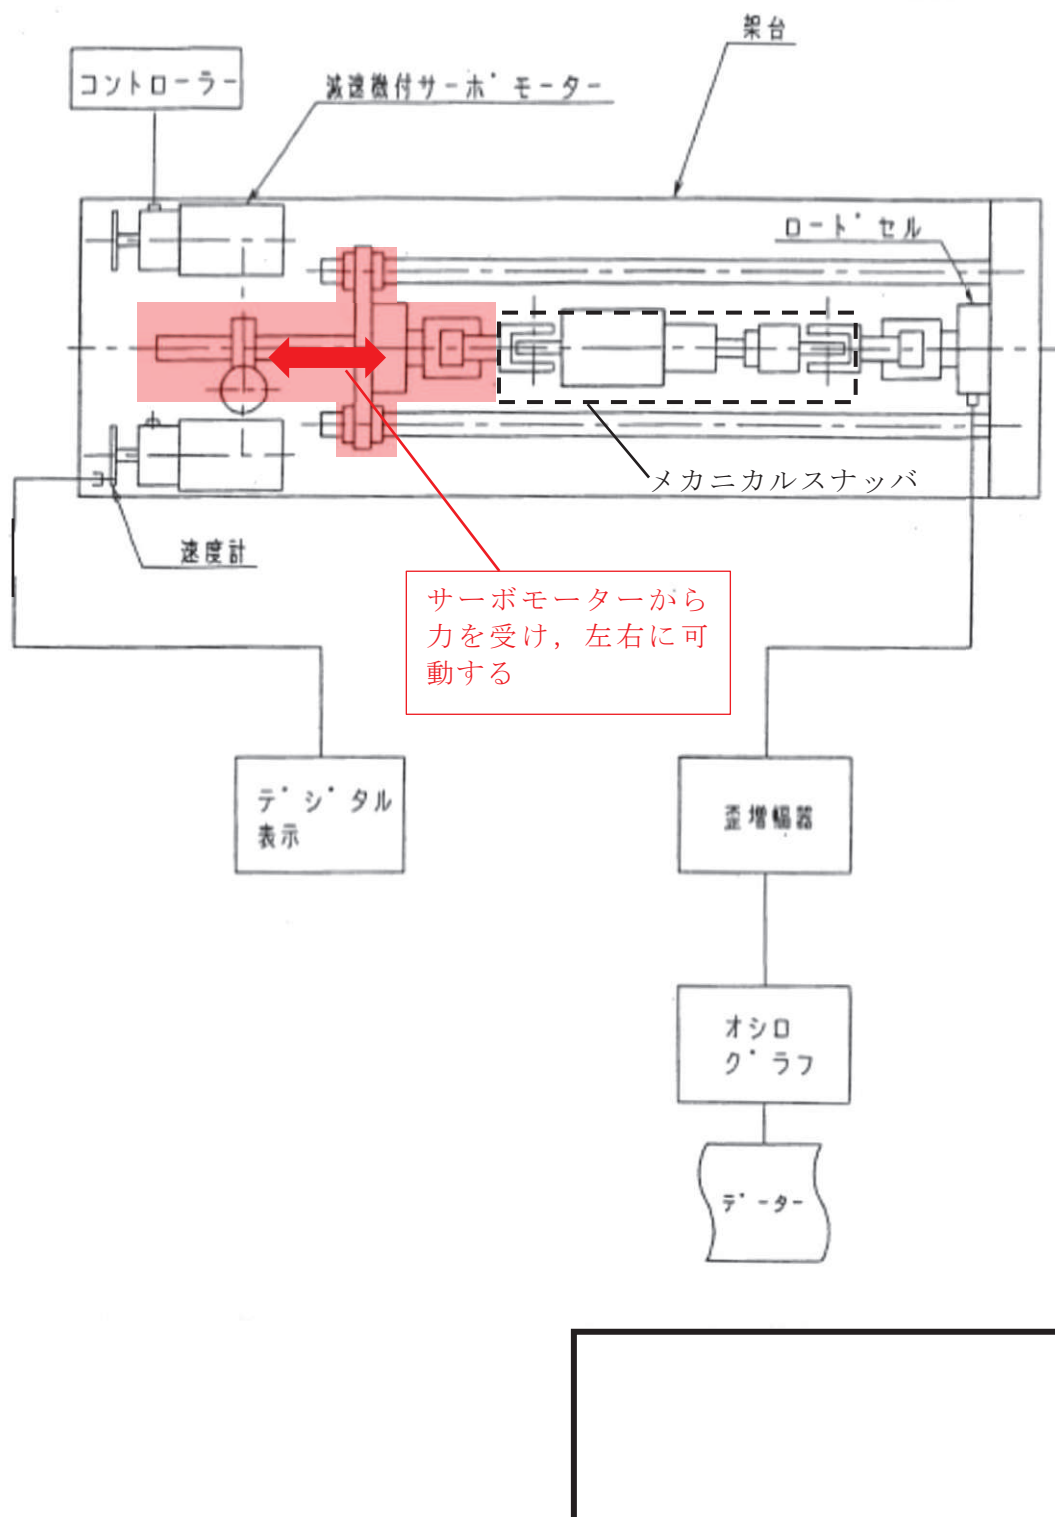 架台
コントローラー
減速機付サーボモーター
ロードセル
メカニカルスナッバ
速度計
サーボモーターから
力を受け，左右に可
動する
デジタル
表示
歪増幅器
オシロ
グラフ
データー